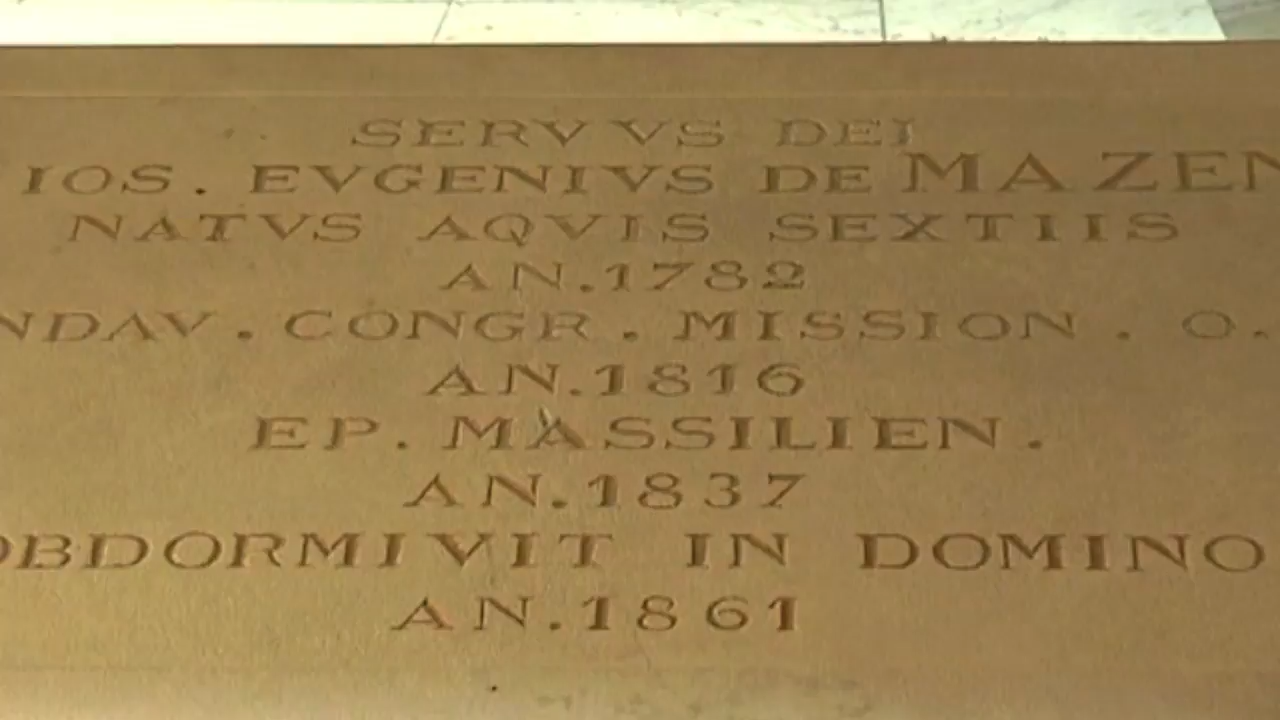 SERVVS DEI
IOS. EVGENIVS DE MAZEN
NATVS AQVIS SEXTIIS
AN.1782
NDAV. CONGR. MISSION. O.
AN.1816
EP. MASSILIEN.
AN.1837
OBDORMIVIT IN DOMINO
AN.1861